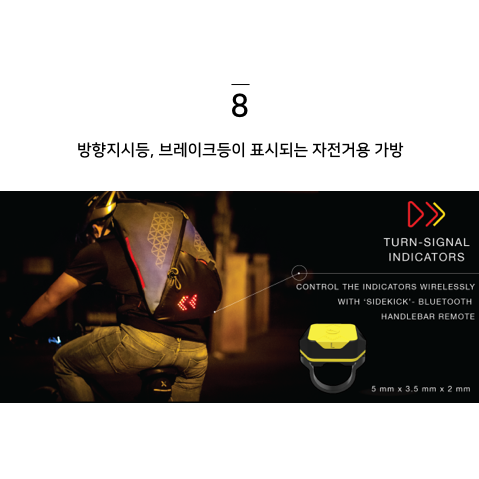 8
방향지시등, 브레이크등이 표시되는 자전거용 가방
TURN-SIGNAL
INDICATORS
CONTROL THE INDICATORS WIRELESSLY
WITH "SIDEKICK"- BLUETOOTH
HANDLEBAR REMOTE
5 mm x 3.5 mm x 2 mm